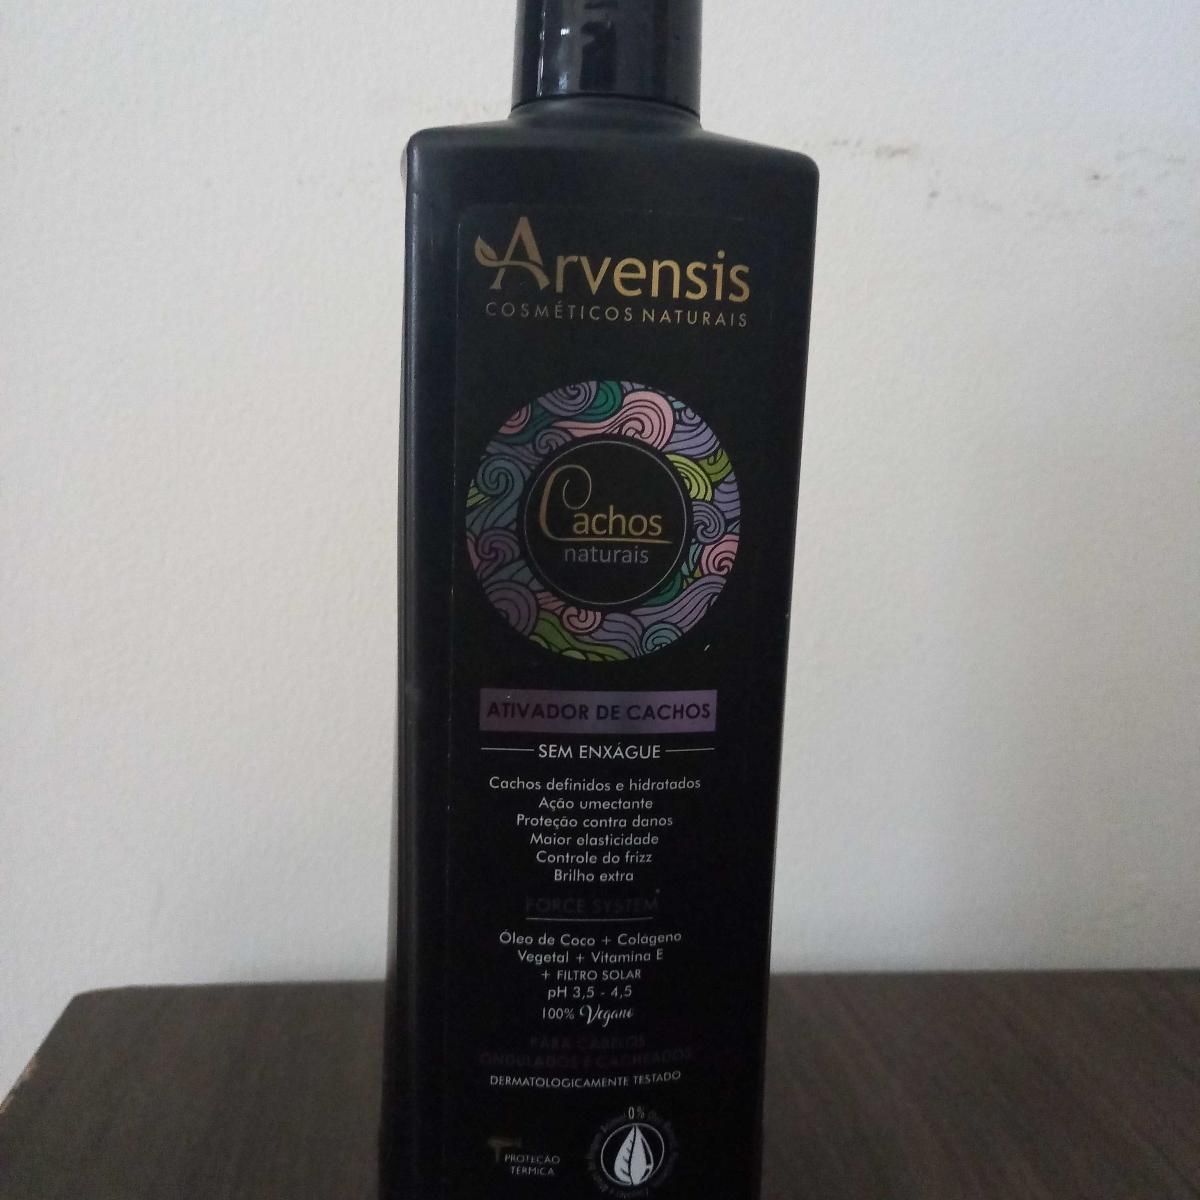 Arvensis
COSMÉTICOS NATURAIS
Cachos
naturais
ATIVADOR DE CACHOS
SEM ENXÁGUE
Cachos definidos e hidratados
Ação umectante
Proteção contra danos
Maior elasticidade
Controle do frizz
Brilho extra
FORCE SYSTEM
Óleo de Coco + Colágeno
Vegetal + Vitamina E
+ FILTRO SOLAR
pH 3,5 - 4,5
100% Vegano
PARA CABELOS
ONDULADOS E CACHEADOS
DERMATOLOGICAMENTE TESTADO
0%
PROTEÇÃO
TÉRMICA